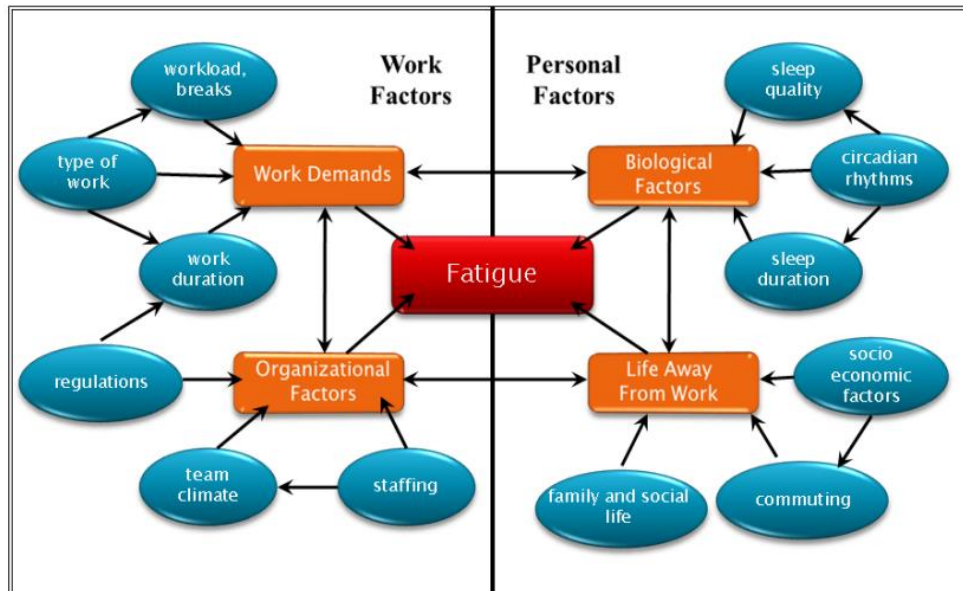 Work
Factors
Personal
Factors
workload,
breaks
type of
work
work
duration
regulations
Work Demands
Organizational
Factors
team
climate
staffing
Fatigue
Biological
Factors
sleep
quality
circadian
rhythms
sleep
duration
Life Away
From Work
socio
economic
factors
family and social
life
commuting